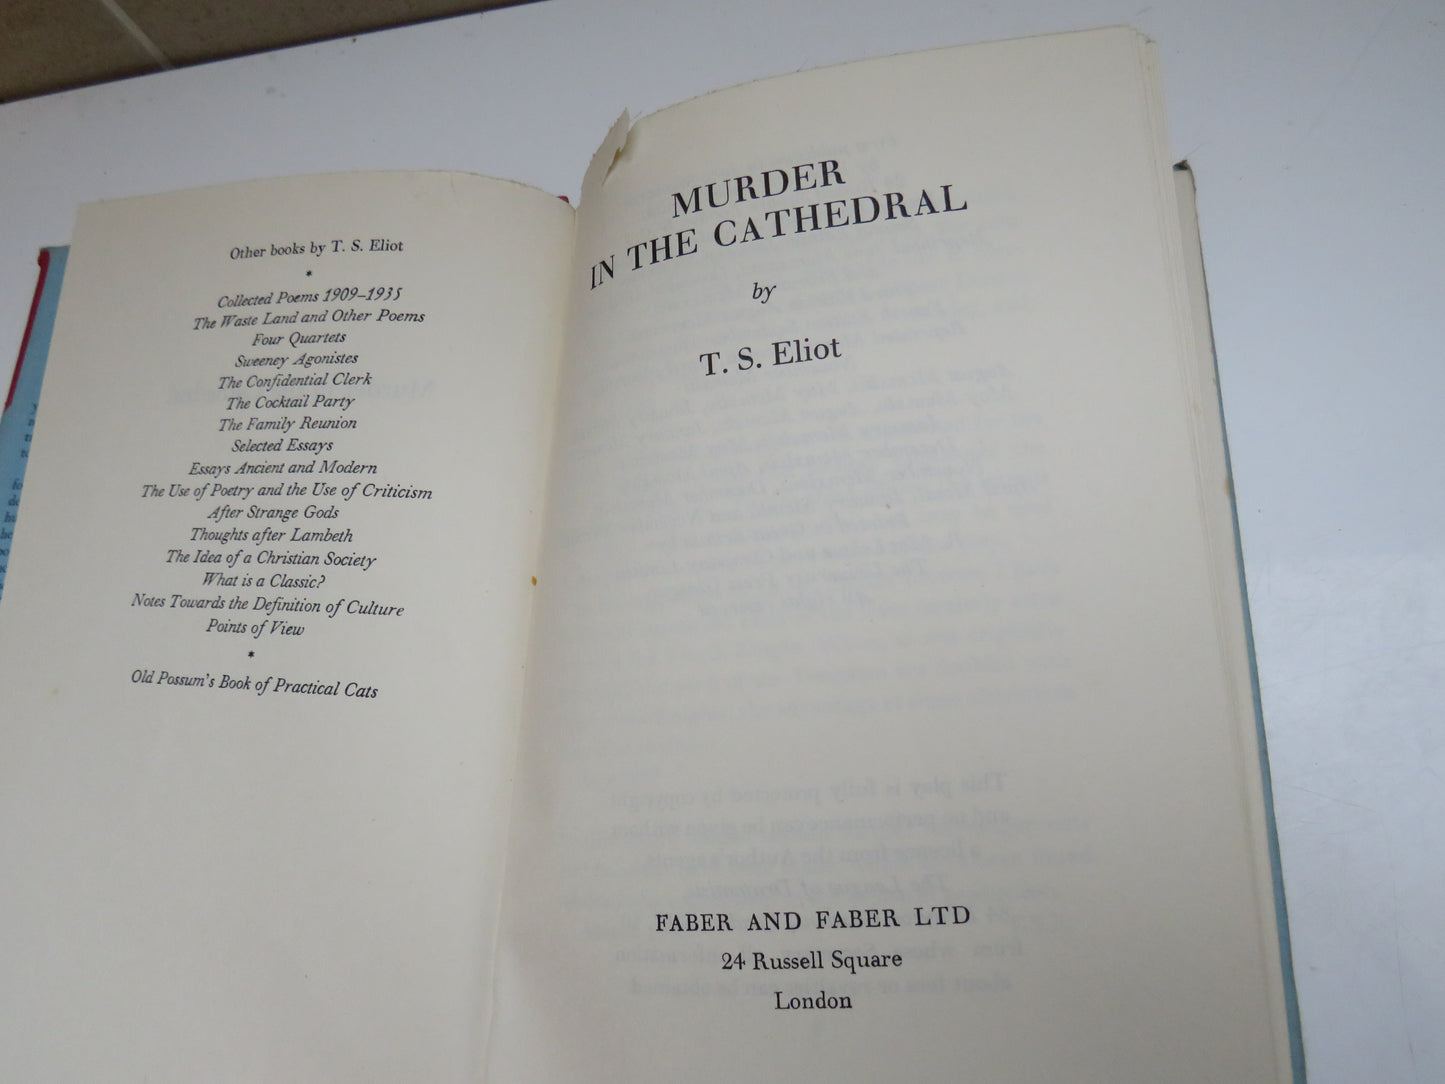 Other books by T. S. Eliot
*
Collected Poems 1909–1935
The Waste Land and Other Poems
Four Quartets
Sweeney Agonistes
The Confidential Clerk
The Cocktail Party
The Family Reunion
Selected Essays
Essays Ancient and Modern
The Use of Poetry and the Use of Criticism
After Strange Gods
Thoughts after Lambeth
The Idea of a Christian Society
What is a Classic?
Notes Towards the Definition of Culture
Points of View
*
Old Possum's Book of Practical Cats
MURDER
IN THE CATHEDRAL
by
T. S. Eliot
FABER AND FABER LTD
24 Russell Square
London